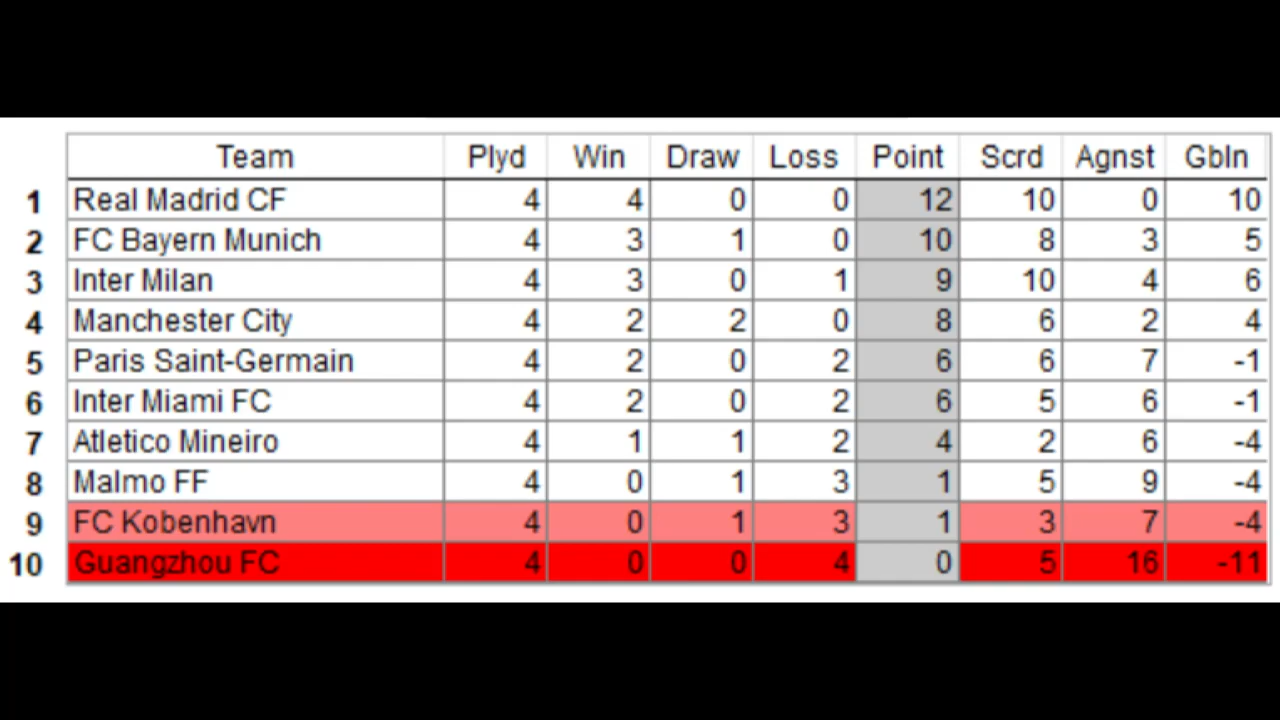 Team Plyd Win Draw Loss Point Scrd Agnst Gbln
1 Real Madrid CF 4 4 0 0 12 10 0 10
2 FC Bayern Munich 4 3 1 0 10 8 3 5
3 Inter Milan 4 3 0 1 9 10 4 6
4 Manchester City 4 2 2 0 8 6 2 4
5 Paris Saint-Germain 4 2 0 2 6 6 7 -1
6 Inter Miami FC 4 2 0 2 6 5 6 -1
7 Atletico Mineiro 4 1 1 2 4 2 6 -4
8 Malmo FF 4 0 1 3 1 5 9 -4
9 FC Kobenhavn 4 0 1 3 1 3 7 -4
10 Guangzhou FC 4 0 0 4 0 5 16 -11